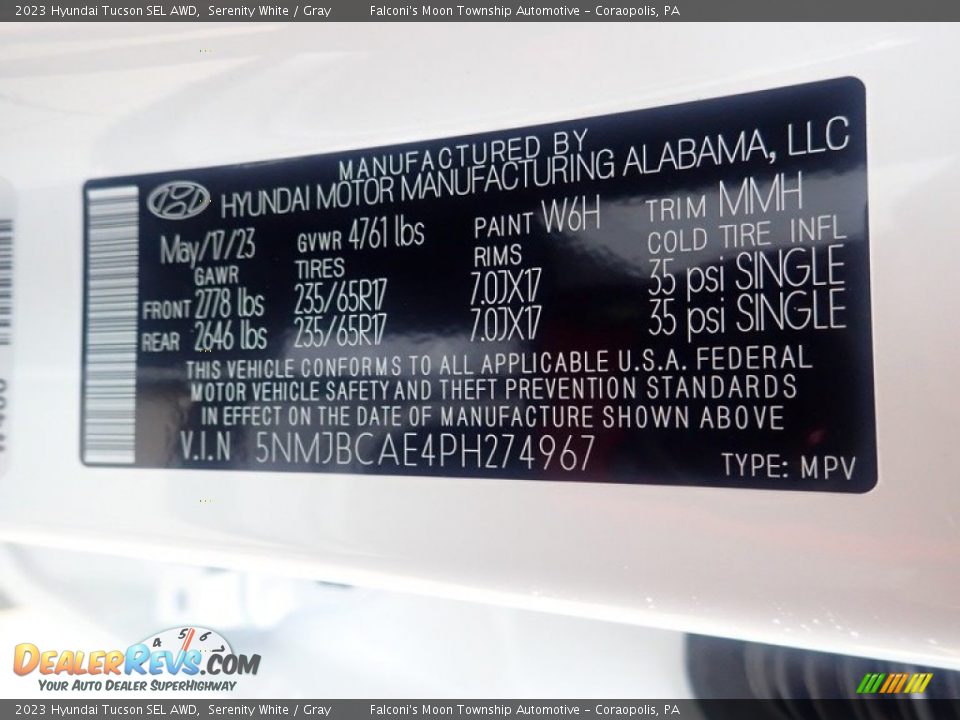 2023 Hyundai Tucson SEL AWD, Serenity White / Gray Falconi's Moon Township Automotive - Coraopolis, PA
MANUFACTURED BY
HYUNDAI MOTOR MANUFACTURING ALABAMA, LLC
May/17/23 GVWR 4761 lbs PAINT W6H TRIM MMH
GAWR TIRES RIMS COLD TIRE INFL
FRONT 2778 lbs 235/65R17 7.0JX17 35 psi SINGLE
REAR 2646 lbs 235/65R17 7.0JX17 35 psi SINGLE
THIS VEHICLE CONFORMS TO ALL APPLICABLE U.S.A. FEDERAL
MOTOR VEHICLE SAFETY AND THEFT PREVENTION STANDARDS
IN EFFECT ON THE DATE OF MANUFACTURE SHOWN ABOVE
V.I.N 5NMJBCAE4PH274967
TYPE: MPV
4 5 6
DEALERREVS.COM
YOUR AUTO DEALER SUPERHIGHWAY
2023 Hyundai Tucson SEL AWD, Serenity White / Gray Falconi's Moon Township Automotive - Coraopolis, PA